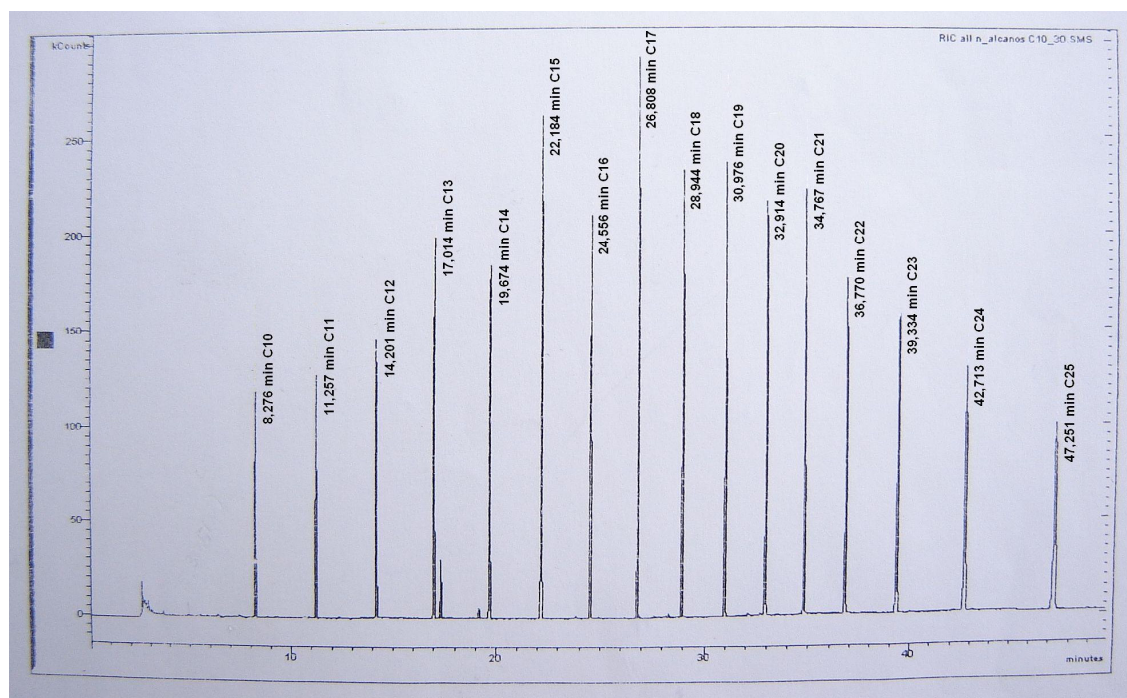 kCounts
RIC all n_alcanos C10_30 SMS
250
200
150
100
50
0
8,276 min C10
11,257 min C11
14,201 min C12
17,014 min C13
19,674 min C14
22,184 min C15
24,556 min C16
26,808 min C17
28,944 min C18
30,976 min C19
32,914 min C20
34,767 min C21
36,770 min C22
39,334 min C23
42,713 min C24
47,251 min C25
10
20
30
40
minutes